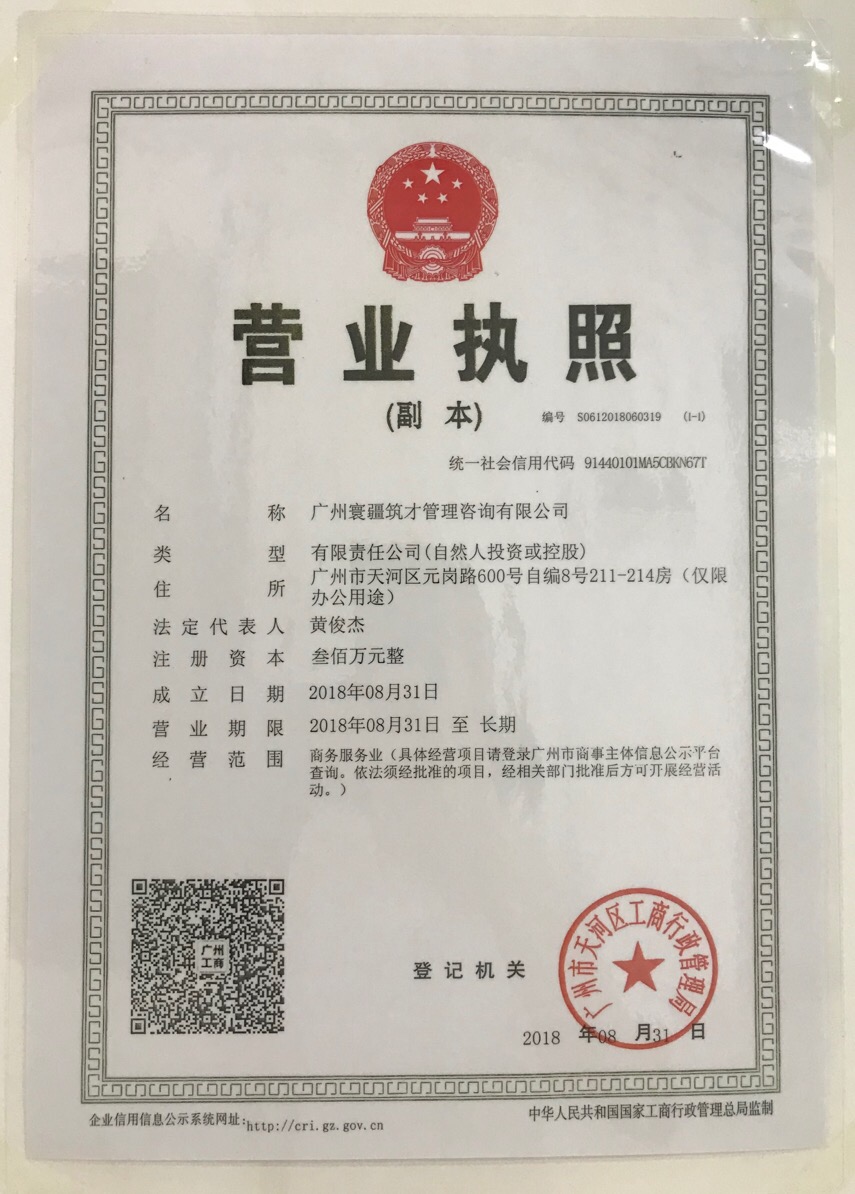 营业执照
(副 本)
编号 S0612018060319 (1-1)
统一社会信用代码 91440101MA5CBKN67T
名 称 广州寰疆筑才管理咨询有限公司
类 型 有限责任公司(自然人投资或控股)
住 所 广州市天河区元岗路600号自编8号211-214房（仅限
办公用途）
法定代表人 黄俊杰
注 册 资 本 叁佰万元整
成 立 日 期 2018年08月31日
营 业 期 限 2018年08月31日 至 长期
经 营 范 围 商务服务业（具体经营项目请登录广州市商事主体信息公示平台
查询。依法须经批准的项目，经相关部门批准后方可开展经营活
动。）
广州
工商
登 记 机 关
广州市天河区工商行政管理局
2018 年08 月31 日
企业信用信息公示系统网址:http://cri.gz.gov.cn
中华人民共和国国家工商行政管理总局监制